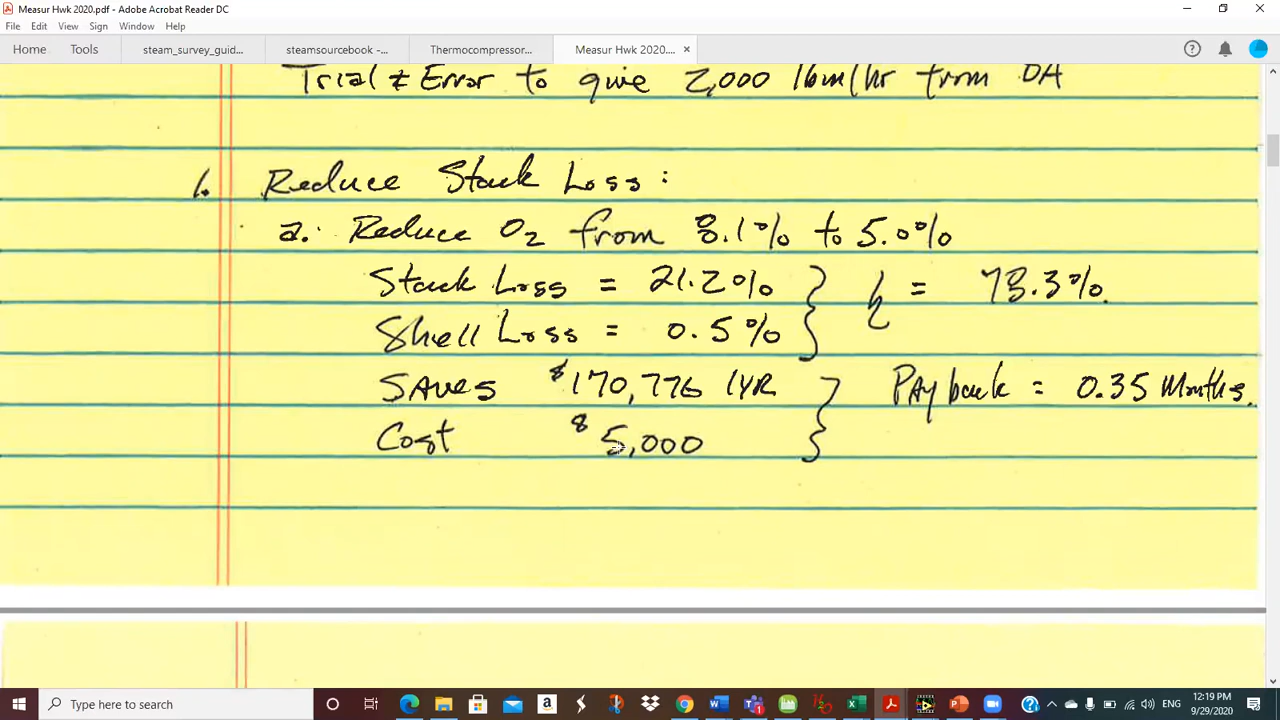 Measur Hwk 2020.pdf - Adobe Acrobat Reader DC
File Edit View Sign Window Help
Home Tools steam_survey_guid... steamsourcebook -... Thermocompressor... Measur Hwk 2020.... ×
Trial & Error to give 2,000 lbm/hr from DA
1. Reduce Stack Loss:
a. Reduce O2 from 8.1% to 5.0%
Stack Loss = 21.2% } η = 78.3%.
Shell Loss = 0.5%
SAVES $170,776 /YR } PAyback = 0.35 Months.
Cost $5,000
Type here to search
12:19 PM
9/29/2020